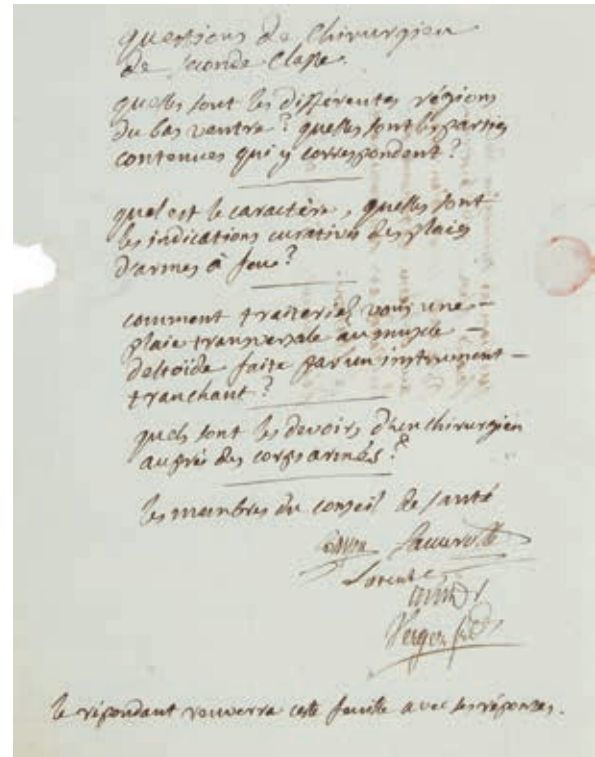 questions de Chirurgien
de seconde Classe.
quelles sont les différentes régions
du bas ventre ? quelles sont les parties
contenues qui y correspondent ?
quel est le caractère, quelles sont
les indications curatives des plaies
d'armes à feu ?
comment traiteriez vous une
plaie transversale au muscle
deltoïde faite par un instrument
tranchant ?
quels sont les devoirs d'un chirurgien
auprès des corps armés ?
les membres du conseil de santé
le répondant renverra cette feuille avec ses réponses.